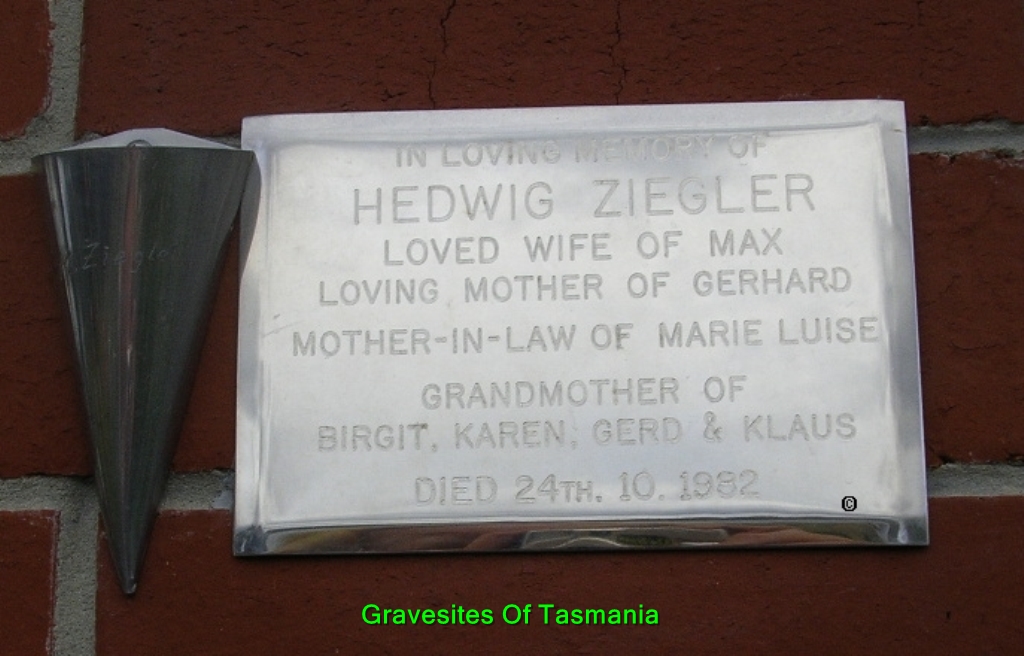 IN LOVING MEMORY OF
HEDWIG ZIEGLER
LOVED WIFE OF MAX
LOVING MOTHER OF GERHARD
MOTHER-IN-LAW OF MARIE LUISE
GRANDMOTHER OF
BIRGIT, KAREN, GERD & KLAUS
DIED 24TH. 10. 1982
©
Gravesites Of Tasmania